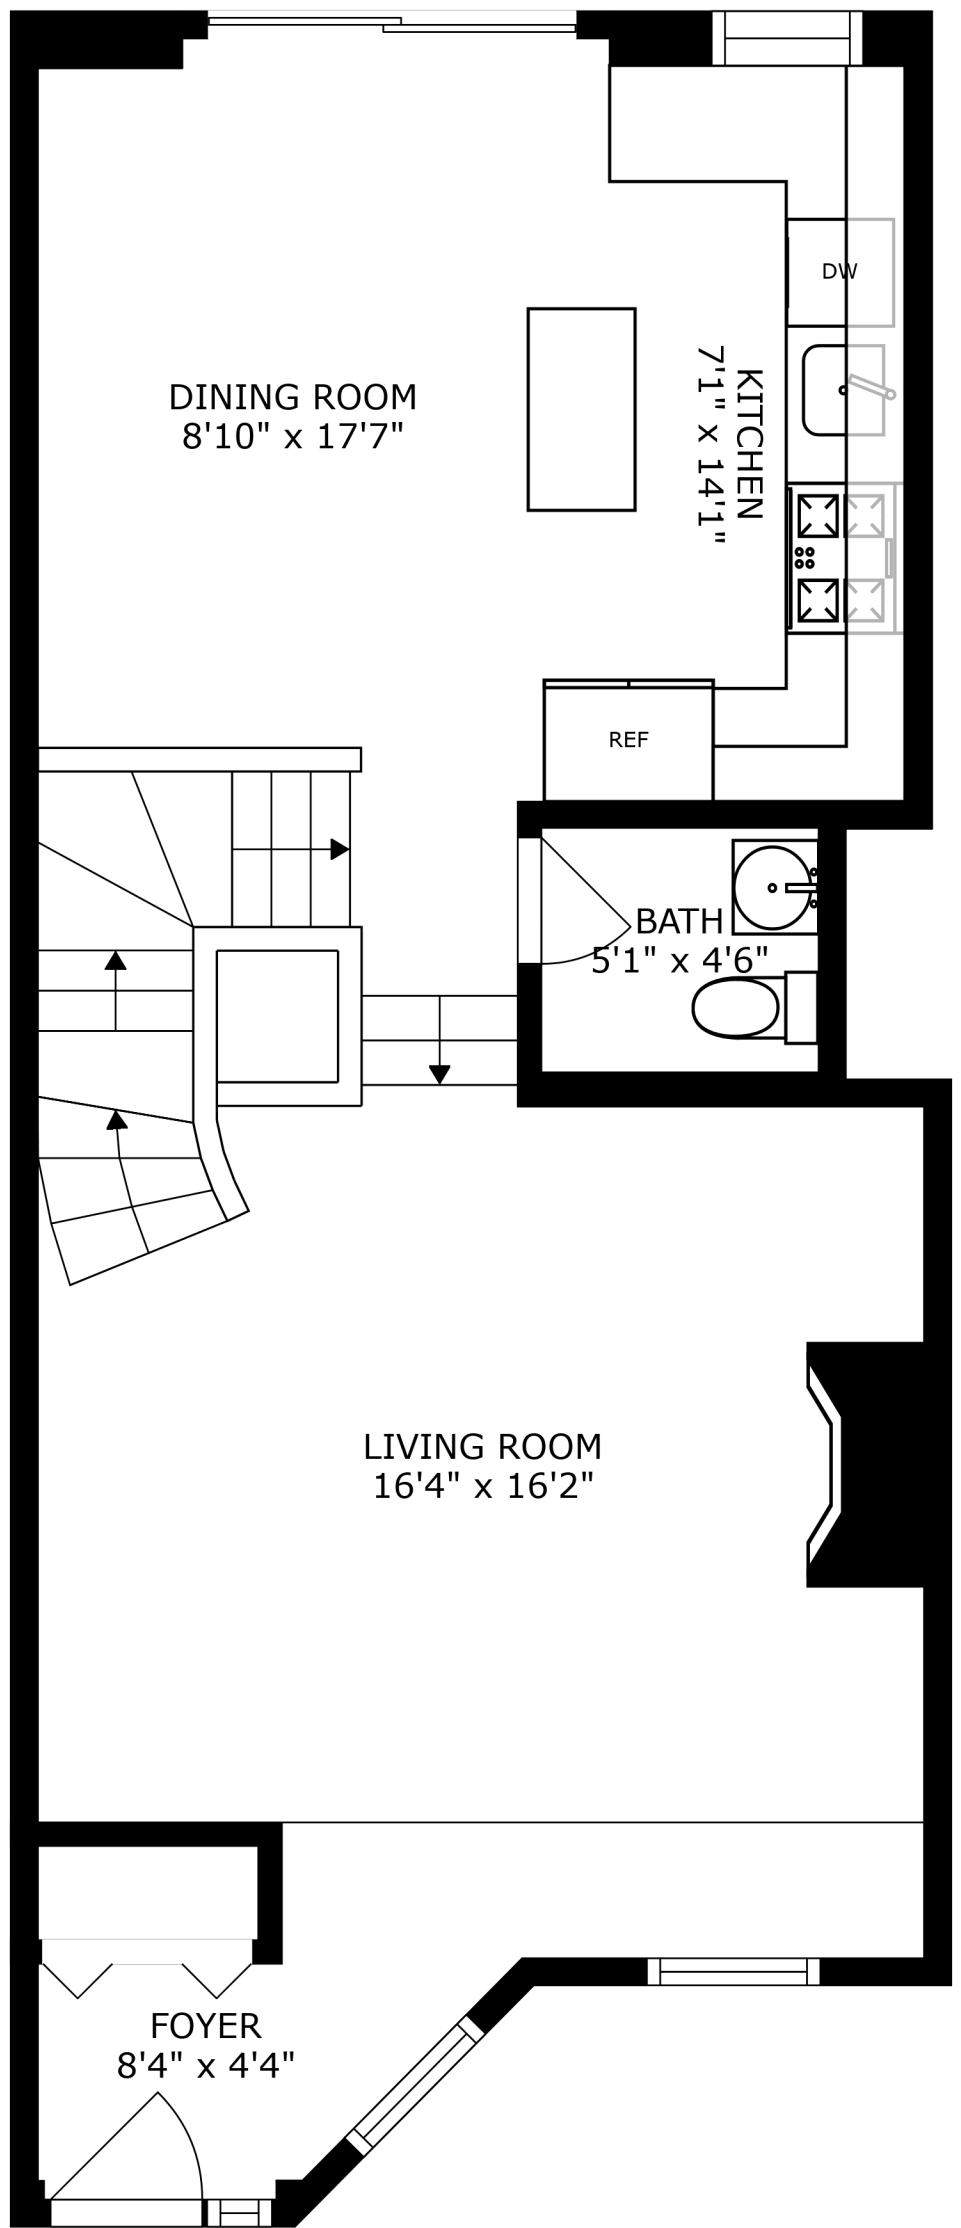 DW
DINING ROOM
8'10" x 17'7"
KITCHEN
7'1" x 14'1"
REF
BATH
5'1" x 4'6"
LIVING ROOM
16'4" x 16'2"
FOYER
8'4" x 4'4"